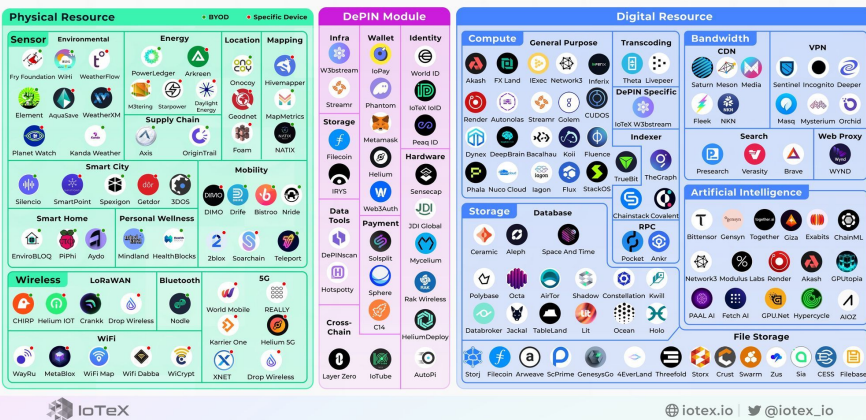 Physical Resource
• BYOD • Specific Device
Sensor
Environmental
Fry Foundation WiHi WeatherFlow
Element AquaSave WeatherXM
Planet Watch Kanda Weather
Energy
PowerLedger Arkreen
M3tering Starpower Daylight Energy
Supply Chain
Axis OriginTrail
Location
Onocoy
Geodnet
Foam
Mapping
Hivemapper
MapMetrics
NATIX
Smart City
Silencio SmartPoint Spexigon Getdor 3DOS
Mobility
DIMO Drife Bistroo Nride
2blox Soarchain Teleport
Smart Home
EnviroBLOQ PiPhi Aydo
Personal Wellness
Mindland HealthBlocks
Wireless
LoRaWAN
CHIRP Helium IOT Crankk Drop Wireless
Bluetooth
Nodle
5G
World Mobile REALLY
Karrier One Helium 5G
XNET Drop Wireless
WiFi
WayRu MetaBlox WiFi Map Wifi Dabba WiCrypt
DePIN Module
Infra
W3bstream
Streamr
Storage
Filecoin
IRYS
Data Tools
DePINscan
Hotspotty
Cross-Chain
Layer Zero
Wallet
IoPay
Phantom
Metamask
Helium
Web3Auth
Payment
Solsplit
Sphere
C14
IoTube
Identity
World ID
IoTeX IoID
Peaq ID
Hardware
Sensecap
JDI
JDI Global
Mycelium
RAK
Rak Wireless
HeliumDeploy
AutoPi
Digital Resource
Compute
General Purpose
Akash FX Land IExec Network3 Inferix
Render Autonolas Streamr Golem CUDOS
Dynex DeepBrain Bacalhau Koii Fluence
Phala Nuco Cloud Iagon Flux StackOS
Transcoding
Theta Livepeer
DePIN Specific
IoTeX W3bstream
Indexer
TrueBit TheGraph
Chainstack Covalent
RPC
Pocket Ankr
Storage
Database
Ceramic Aleph Space And Time
Polybase Octa AirTor Shadow Constellation Kwill
Databroker Jackal TableLand Lit Ocean Holo
File Storage
Storj Filecoin Arweave ScPrime GenesysGo 4EverLand Threefold Storx Crust Swarm Zus Sia CESS Filebase
Bandwidth
CDN
Saturn Meson Media
Fleek NKN
VPN
Sentinel Incognito Deeper
Masq Mysterium Orchid
Search
Presearch Verasity Brave
Web Proxy
Wynd
WYND
Artificial Intelligence
Bittensor Gensyn Together Giza Exabits ChainML
Network3 Modulus Labs Render Akash GPUtopia
PAAL AI Fetch AI GPU.Net Hypercycle AIOZ
IoTeX
iotex.io | @iotex_io